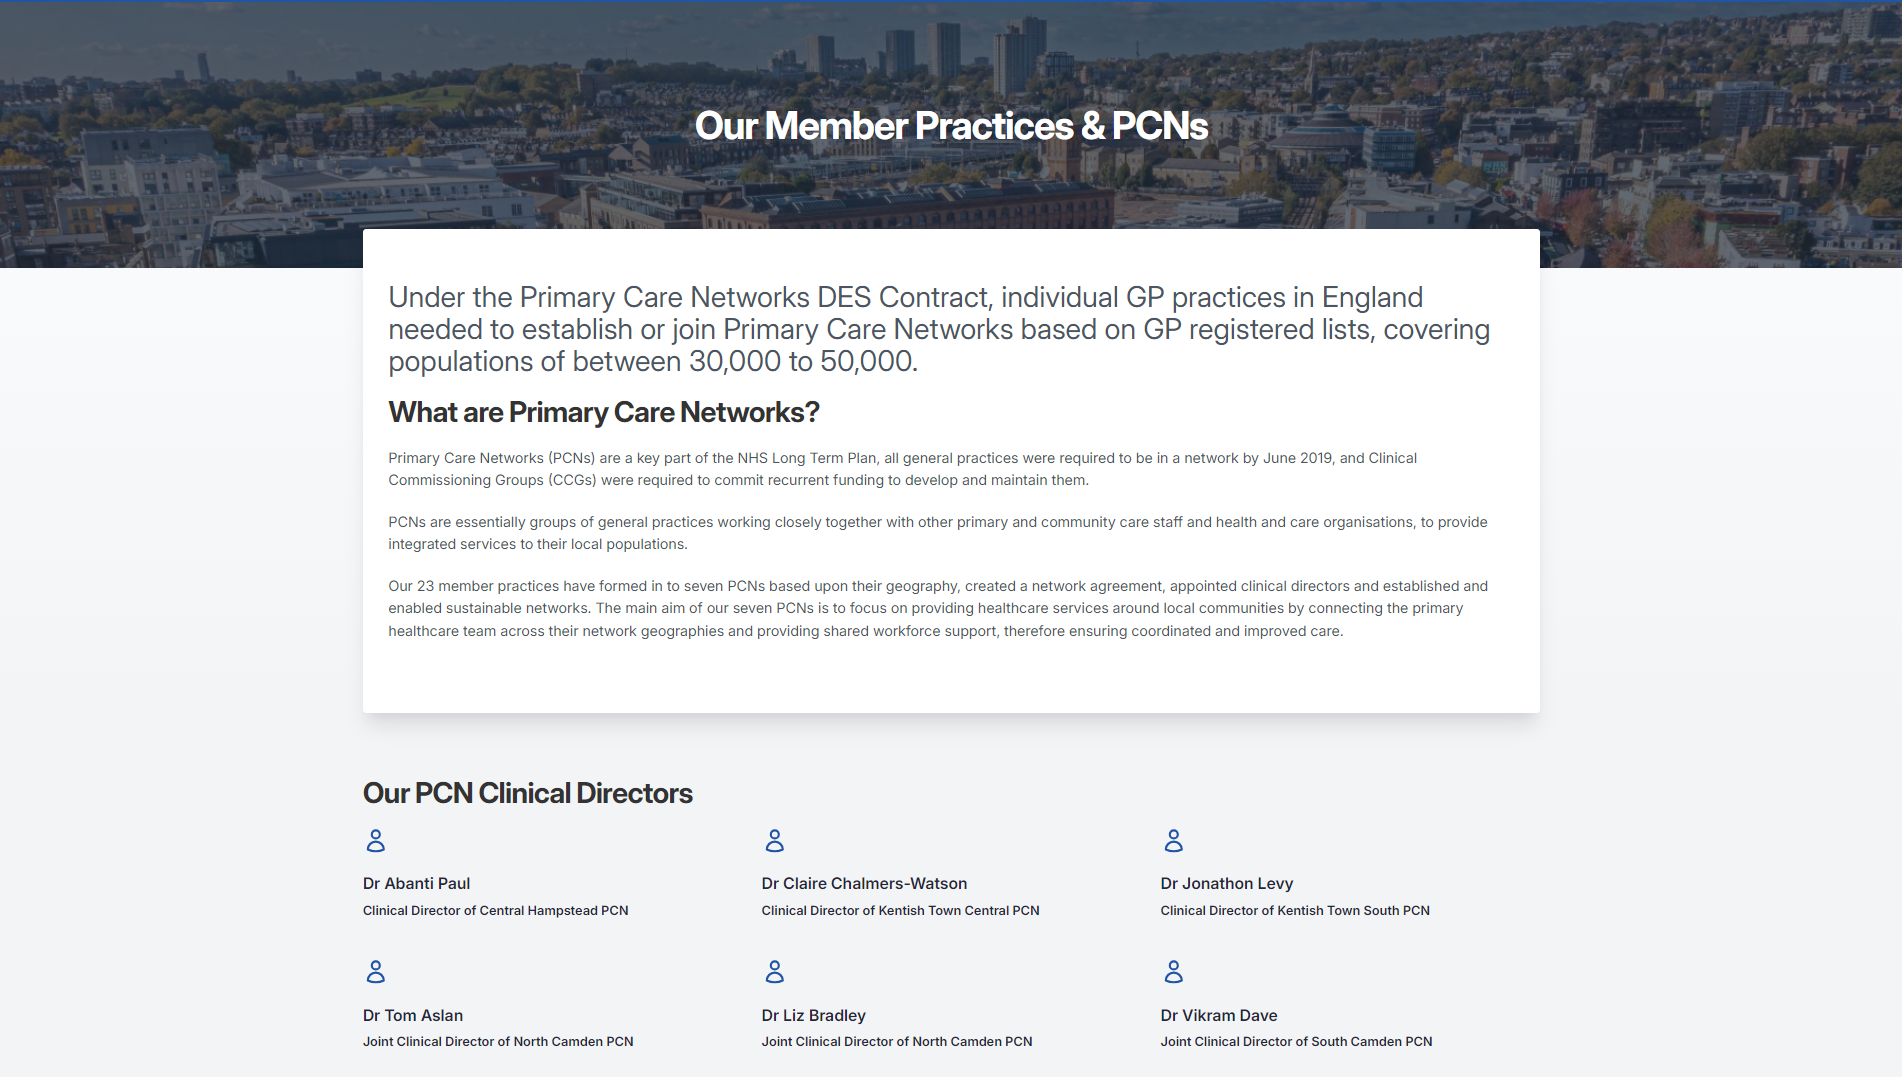 Our Member Practices & PCNs
Under the Primary Care Networks DES Contract, individual GP practices in England
needed to establish or join Primary Care Networks based on GP registered lists, covering
populations of between 30,000 to 50,000.
What are Primary Care Networks?
Primary Care Networks (PCNs) are a key part of the NHS Long Term Plan, all general practices were required to be in a network by June 2019, and Clinical
Commissioning Groups (CCGs) were required to commit recurrent funding to develop and maintain them.
PCNs are essentially groups of general practices working closely together with other primary and community care staff and health and care organisations, to provide
integrated services to their local populations.
Our 23 member practices have formed in to seven PCNs based upon their geography, created a network agreement, appointed clinical directors and established and
enabled sustainable networks. The main aim of our seven PCNs is to focus on providing healthcare services around local communities by connecting the primary
healthcare team across their network geographies and providing shared workforce support, therefore ensuring coordinated and improved care.
Our PCN Clinical Directors
Dr Abanti Paul
Clinical Director of Central Hampstead PCN
Dr Claire Chalmers-Watson
Clinical Director of Kentish Town Central PCN
Dr Jonathon Levy
Clinical Director of Kentish Town South PCN
Dr Tom Aslan
Joint Clinical Director of North Camden PCN
Dr Liz Bradley
Joint Clinical Director of North Camden PCN
Dr Vikram Dave
Joint Clinical Director of South Camden PCN